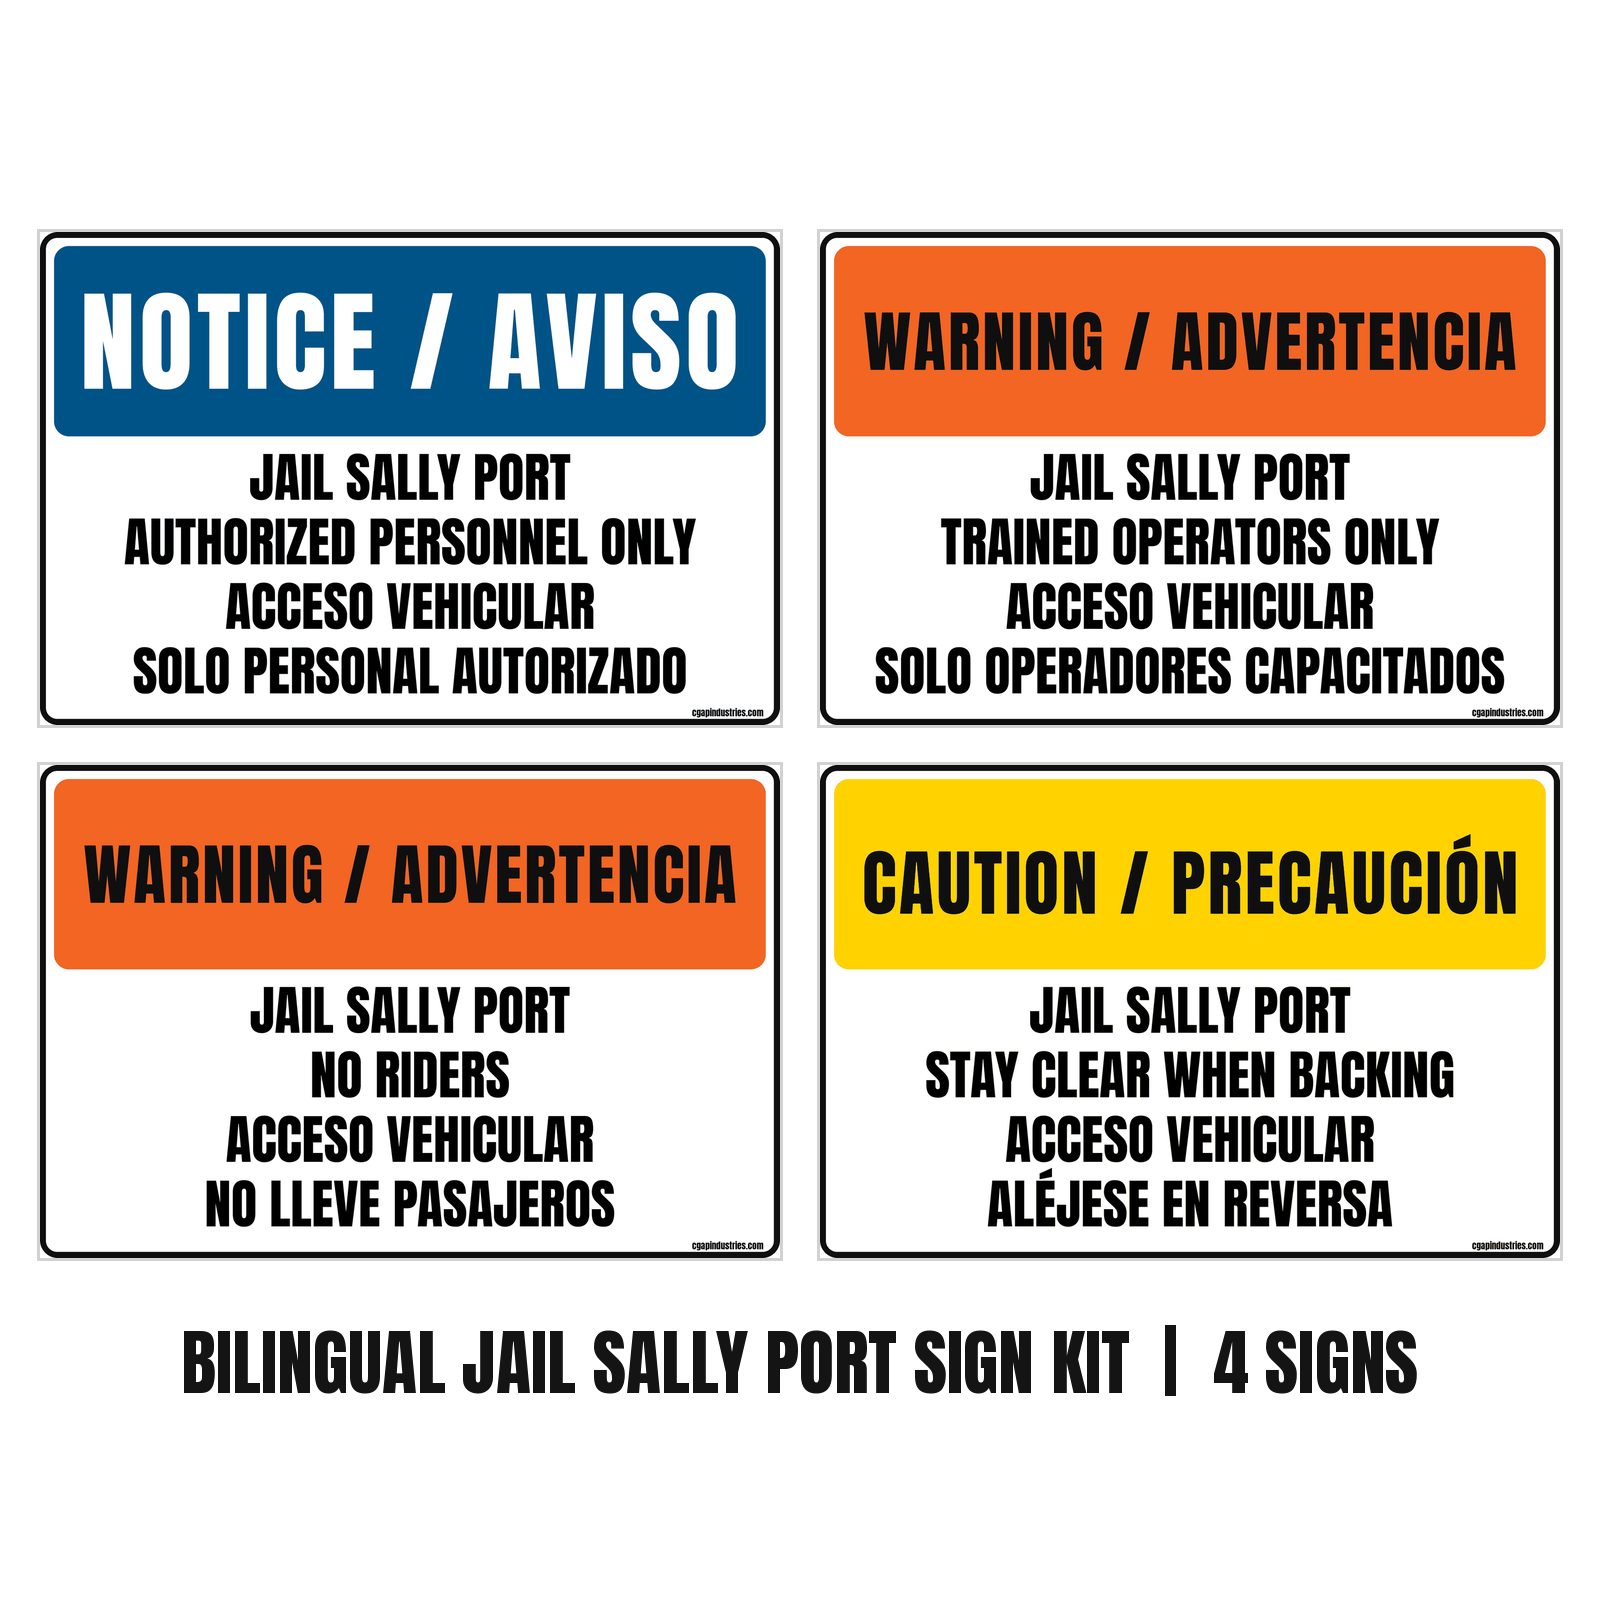 NOTICE / AVISO
JAIL SALLY PORT
AUTHORIZED PERSONNEL ONLY
ACCESO VEHICULAR
SOLO PERSONAL AUTORIZADO
cgapindustries.com
WARNING / ADVERTENCIA
JAIL SALLY PORT
TRAINED OPERATORS ONLY
ACCESO VEHICULAR
SOLO OPERADORES CAPACITADOS
cgapindustries.com
WARNING / ADVERTENCIA
JAIL SALLY PORT
NO RIDERS
ACCESO VEHICULAR
NO LLEVE PASAJEROS
cgapindustries.com
CAUTION / PRECAUCIÓN
JAIL SALLY PORT
STAY CLEAR WHEN BACKING
ACCESO VEHICULAR
ALÉJESE EN REVERSA
cgapindustries.com
BILINGUAL JAIL SALLY PORT SIGN KIT | 4 SIGNS